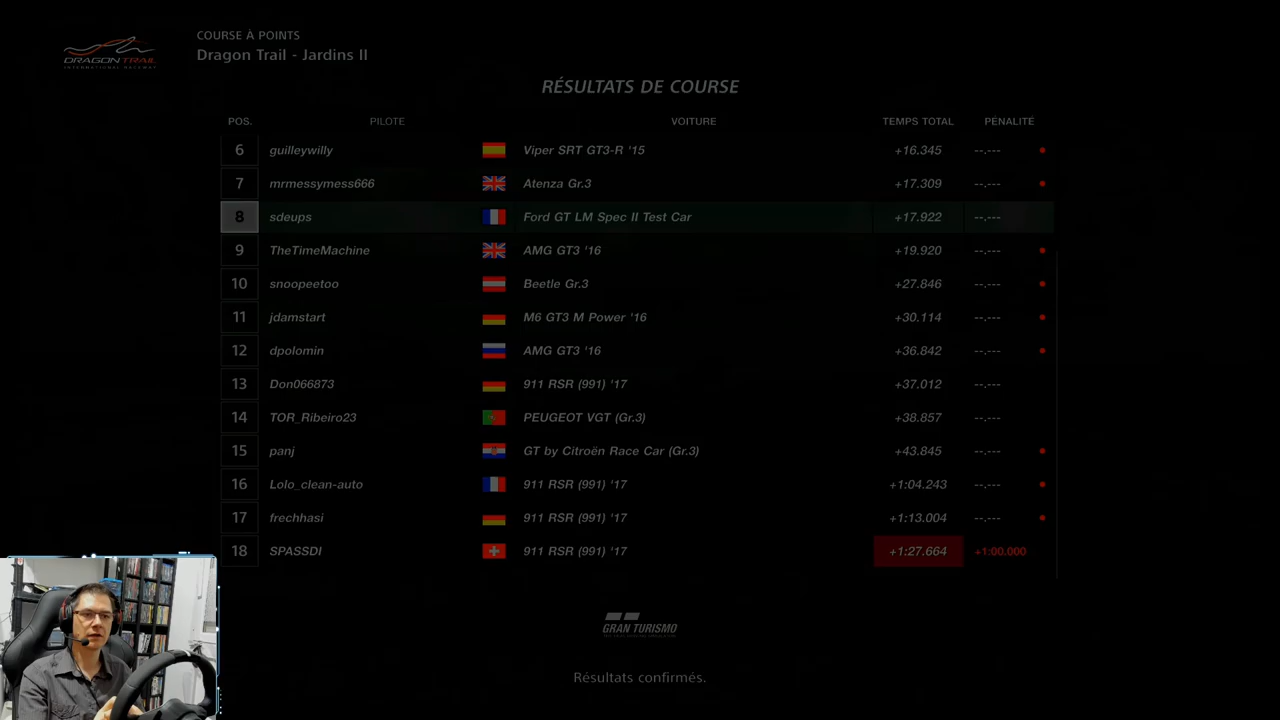 COURSE À POINTS
Dragon Trail - Jardins II
DRAGON TRAIL
RÉSULTATS DE COURSE
POS. PILOTE VOITURE TEMPS TOTAL PÉNALITÉ
6 guilleywilly Viper SRT GT3-R '15 +16.345 --.---
7 mrmessymess666 Atenza Gr.3 +17.309 --.---
8 sdeups Ford GT LM Spec II Test Car +17.922 --.---
9 TheTimeMachine AMG GT3 '16 +19.920 --.---
10 snoopeetoo Beetle Gr.3 +27.846 --.---
11 jdamstart M6 GT3 M Power '16 +30.114 --.---
12 dpolomin AMG GT3 '16 +36.842 --.---
13 Don066873 911 RSR (991) '17 +37.012 --.---
14 TOR_Ribeiro23 PEUGEOT VGT (Gr.3) +38.857 --.---
15 panj GT by Citroën Race Car (Gr.3) +43.845 --.---
16 Lolo_clean-auto 911 RSR (991) '17 +1:04.243 --.---
17 frechhasi 911 RSR (991) '17 +1:13.004 --.---
18 SPASSDI 911 RSR (991) '17 +1:27.664 +1:00.000
GRAN TURISMO
Résultats confirmés.